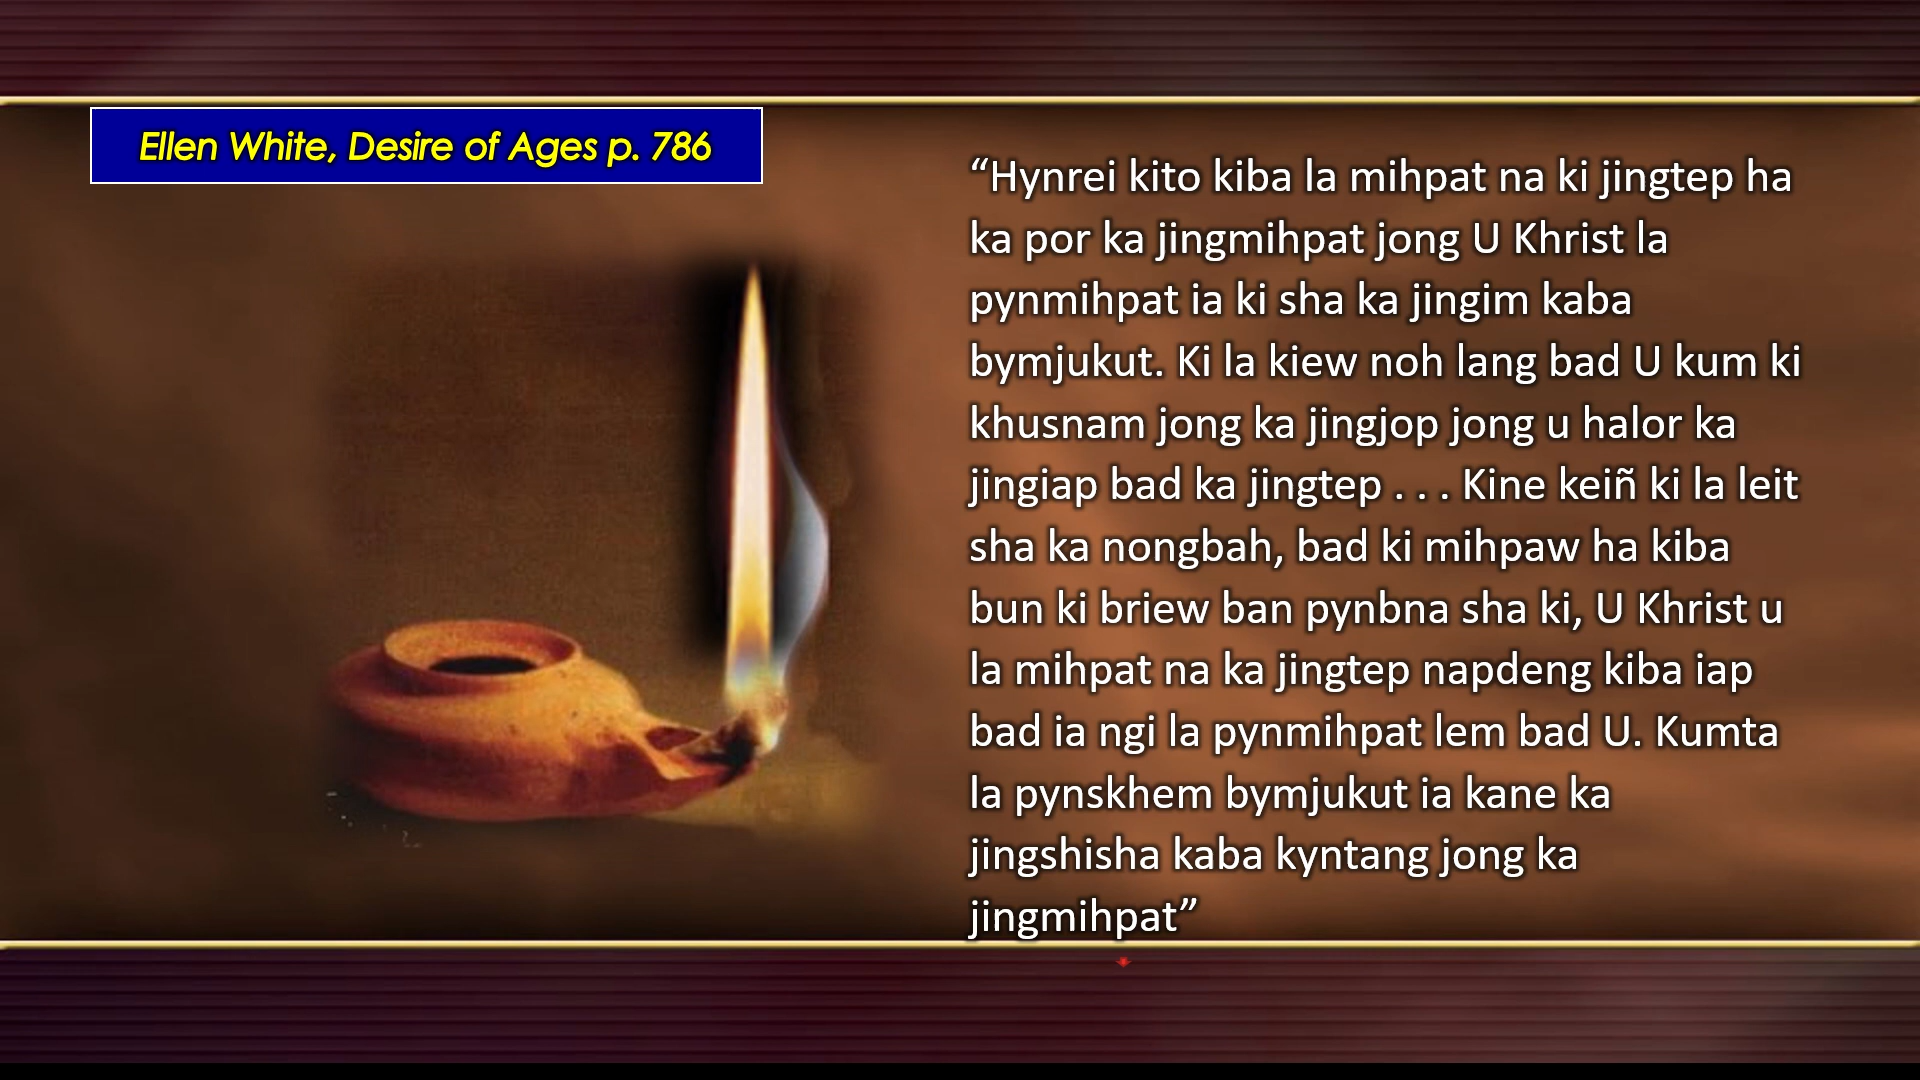 Ellen White, Desire of Ages p. 786
“Hynrei kito kiba la mihpat na ki jingtep ha
ka por ka jingmihpat jong U Khrist la
pynmihpat ia ki sha ka jingim kaba
bymjukut. Ki la kiew noh lang bad U kum ki
khusnam jong ka jingjop jong u halor ka
jingiap bad ka jingtep . . . Kine keiñ ki la leit
sha ka nongbah, bad ki mihpaw ha kiba
bun ki briew ban pynbna sha ki, U Khrist u
la mihpat na ka jingtep napdeng kiba iap
bad ia ngi la pynmihpat lem bad U. Kumta
la pynskhem bymjukut ia kane ka
jingshisha kaba kyntang jong ka
jingmihpat”